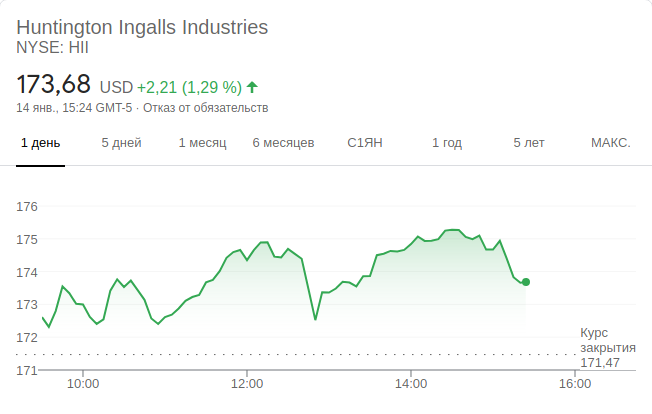 Huntington Ingalls Industries
NYSE: HII
173,68 USD +2,21 (1,29 %)
14 янв., 15:24 GMT-5 · Отказ от обязательств
1 день 5 дней 1 месяц 6 месяцев С1ЯН 1 год 5 лет МАКС.
176
175
174
173
172
171
Курс
закрытия
171,47
10:00 12:00 14:00 16:00